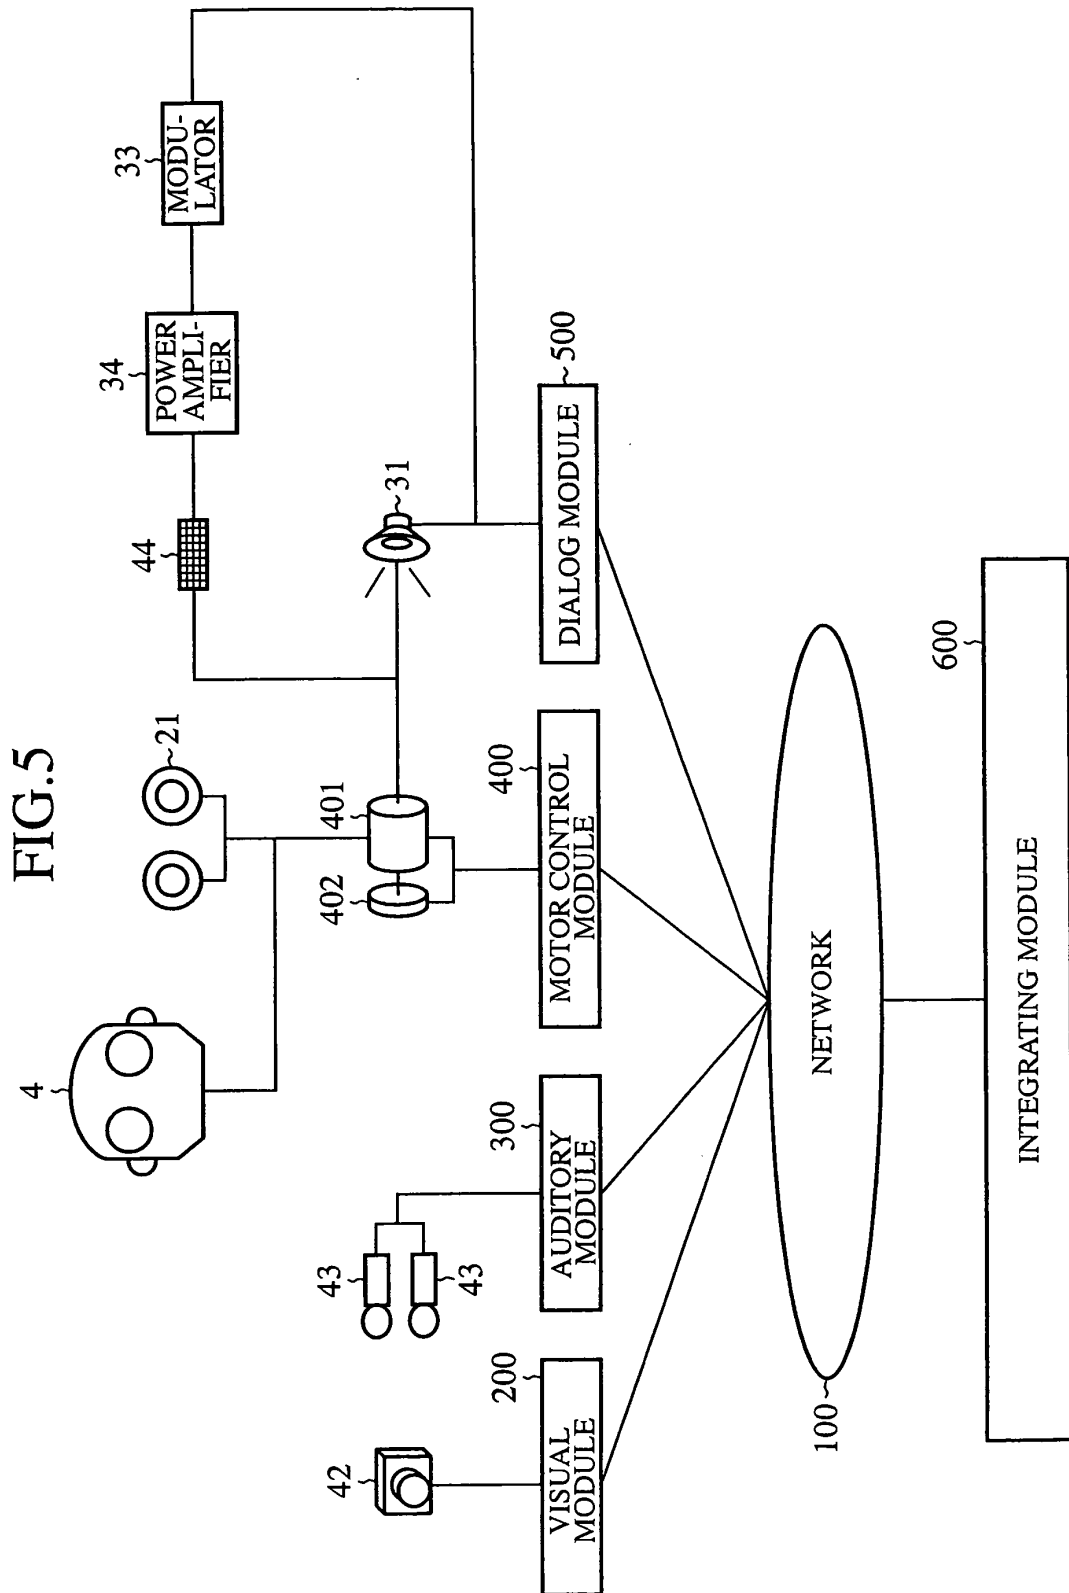 FIG.5
4
21
44
34
POWER
AMPLI-
FIER
33
MODU-
LATOR
42
43
43
402
401
31
200
VISUAL
MODULE
300
AUDITORY
MODULE
400
MOTOR CONTROL
MODULE
500
DIALOG MODULE
100
NETWORK
600
INTEGRATING MODULE